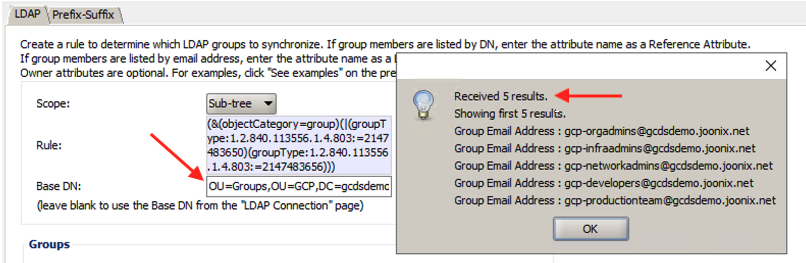 LDAP Prefix-Suffix
Create a rule to determine which LDAP groups to synchronize. If group members are listed by DN, enter the attribute name as a Reference Attribute.
If group members are listed by email address, enter the attribute name as a L
Owner attributes are optional. For examples, click "See examples" on the pre
Scope: Sub-tree
Rule: (&(objectCategory=group)(|(groupT
ype:1.2.840.113556.1.4.803:=2147
483650)(groupType:1.2.840.113556
.1.4.803:=2147483656)))
Base DN: OU=Groups,OU=GCP,DC=gcdsdemo
(leave blank to use the Base DN from the "LDAP Connection" page)
Groups
Received 5 results.
Showing first 5 results.
Group Email Address : gcp-orgadmins@gcdsdemo.joonix.net
Group Email Address : gcp-infraadmins@gcdsdemo.joonix.net
Group Email Address : gcp-networkadmins@gcdsdemo.joonix.net
Group Email Address : gcp-developers@gcdsdemo.joonix.net
Group Email Address : gcp-productionteam@gcdsdemo.joonix.net
OK